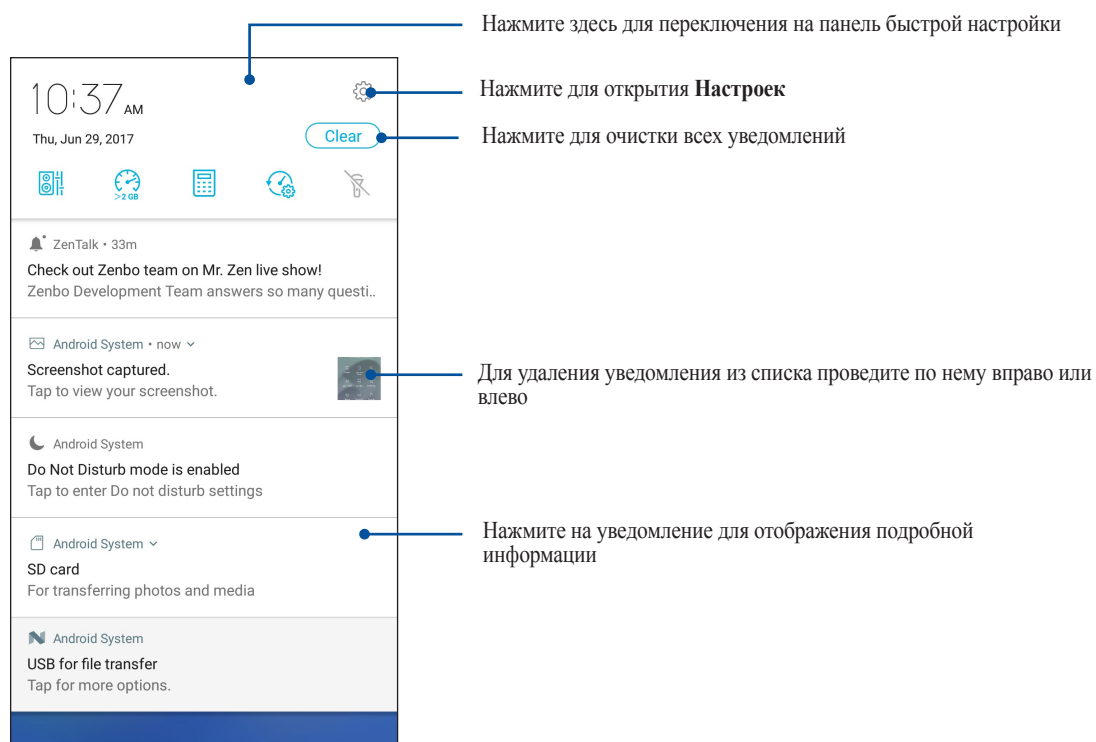 Нажмите здесь для переключения на панель быстрой настройки
10:37 AM
Нажмите для открытия Настроек
Thu, Jun 29, 2017
Clear
Нажмите для очистки всех уведомлений
>2 GB
ZenTalk • 33m
Check out Zenbo team on Mr. Zen live show!
Zenbo Development Team answers so many questi..
Android System • now
Screenshot captured.
Tap to view your screenshot.
Для удаления уведомления из списка проведите по нему вправо или
влево
Android System
Do Not Disturb mode is enabled
Tap to enter Do not disturb settings
Android System
SD card
For transferring photos and media
Нажмите на уведомление для отображения подробной
информации
Android System
USB for file transfer
Tap for more options.